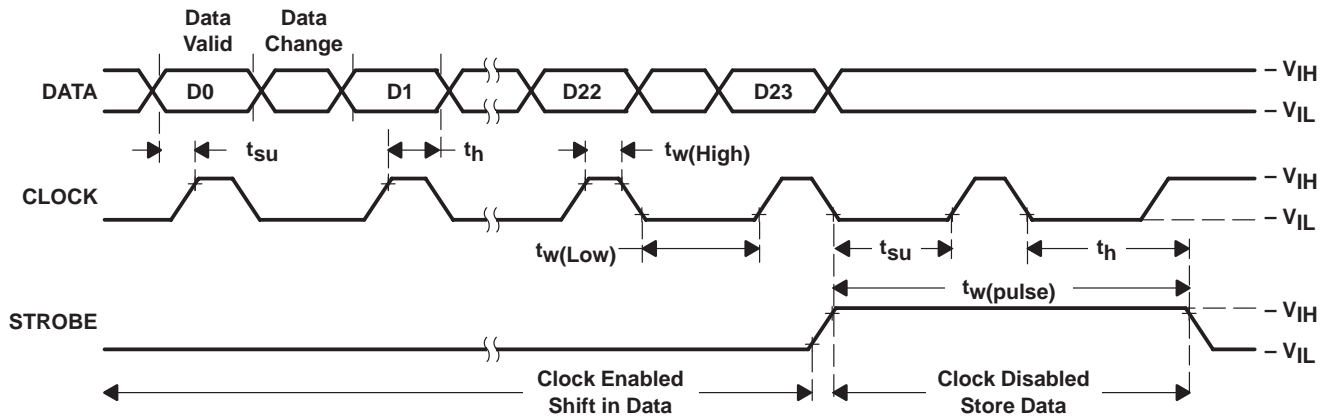 Data
Valid
Data
Change
DATA
D0
D1
D22
D23
– VIH
– VIL
tsu
th
tw(High)
CLOCK
– VIH
– VIL
tw(Low)
tsu
th
tw(pulse)
STROBE
– VIH
– VIL
Clock Enabled
Shift in Data
Clock Disabled
Store Data